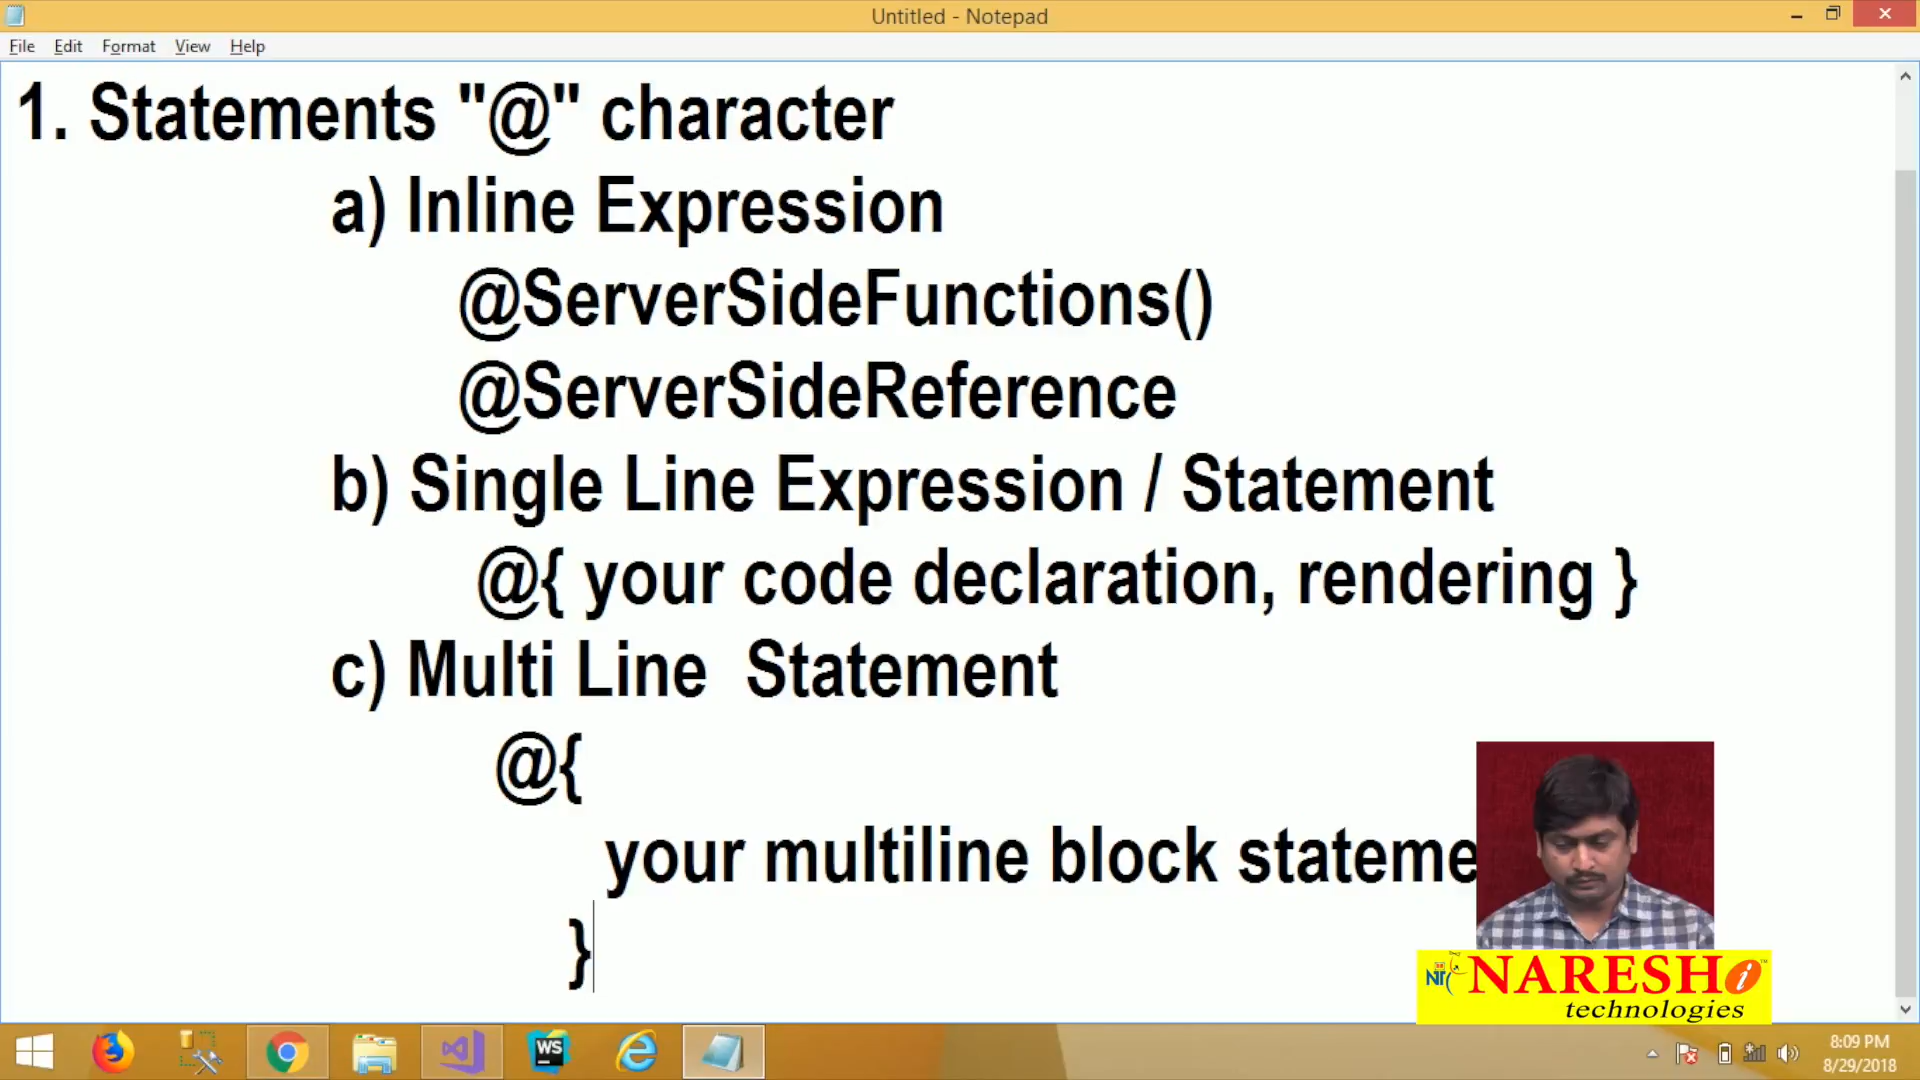 Untitled - Notepad
File Edit Format View Help
1. Statements "@" character
a) Inline Expression
@ServerSideFunctions()
@ServerSideReference
b) Single Line Expression / Statement
@{ your code declaration, rendering }
c) Multi Line Statement
@{
your multiline block
}
NARESH i
technologies
WS
8:09 PM
8/29/2018